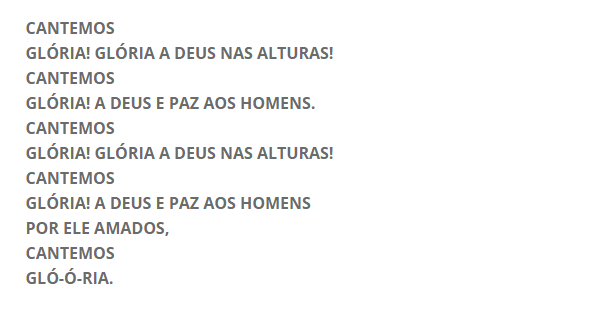 CANTEMOS
GLÓRIA! GLÓRIA A DEUS NAS ALTURAS!
CANTEMOS
GLÓRIA! A DEUS E PAZ AOS HOMENS.
CANTEMOS
GLÓRIA! GLÓRIA A DEUS NAS ALTURAS!
CANTEMOS
GLÓRIA! A DEUS E PAZ AOS HOMENS
POR ELE AMADOS,
CANTEMOS
GLÓ-Ó-RIA.